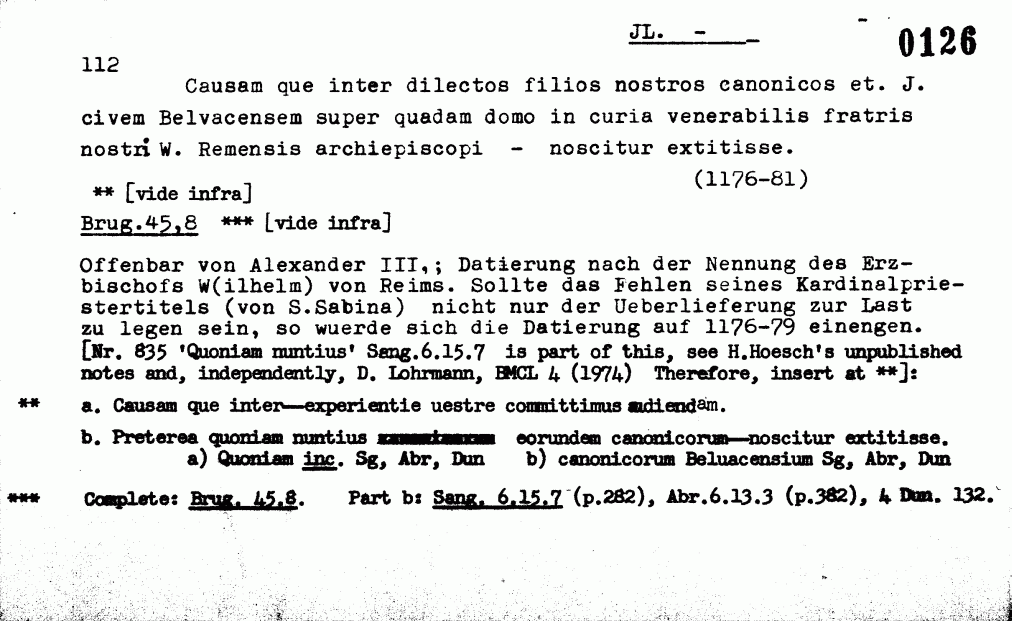 JL. - _ 0126
112
Causam que inter dilectos filios nostros canonicos et. J.
civem Belvacensem super quadam domo in curia venerabilis fratris
nostri W. Remensis archiepiscopi - noscitur extitisse.
(1176-81)
** [vide infra]
Brug.45,8 *** [vide infra]
Offenbar von Alexander III,; Datierung nach der Nennung des Erz-
bischofs W(ilhelm) von Reims. Sollte das Fehlen seines Kardinalprie-
stertitels (von S.Sabina) nicht nur der Ueberlieferung zur Last
zu legen sein, so wuerde sich die Datierung auf 1176-79 einengen.
[Nr. 835 'Quoniam nuntius' Sang.6.15.7 is part of this, see H.Hoesch's unpublished
notes and, independently, D. Lohrmann, BMCL 4 (1974) Therefore, insert at **]:
** a. Causam que inter—experientie uestre committimus audiendam.
b. Preterea quoniam nuntius eorundem canonicorum—noscitur extitisse.
a) Quoniam inc. Sg, Abr, Dun b) canonicorum Beluacensium Sg, Abr, Dun
*** Complete: Brug. 45.8. Part b: Sang. 6.15.7 (p.282), Abr.6.13.3 (p.382), 4 Dun. 132.